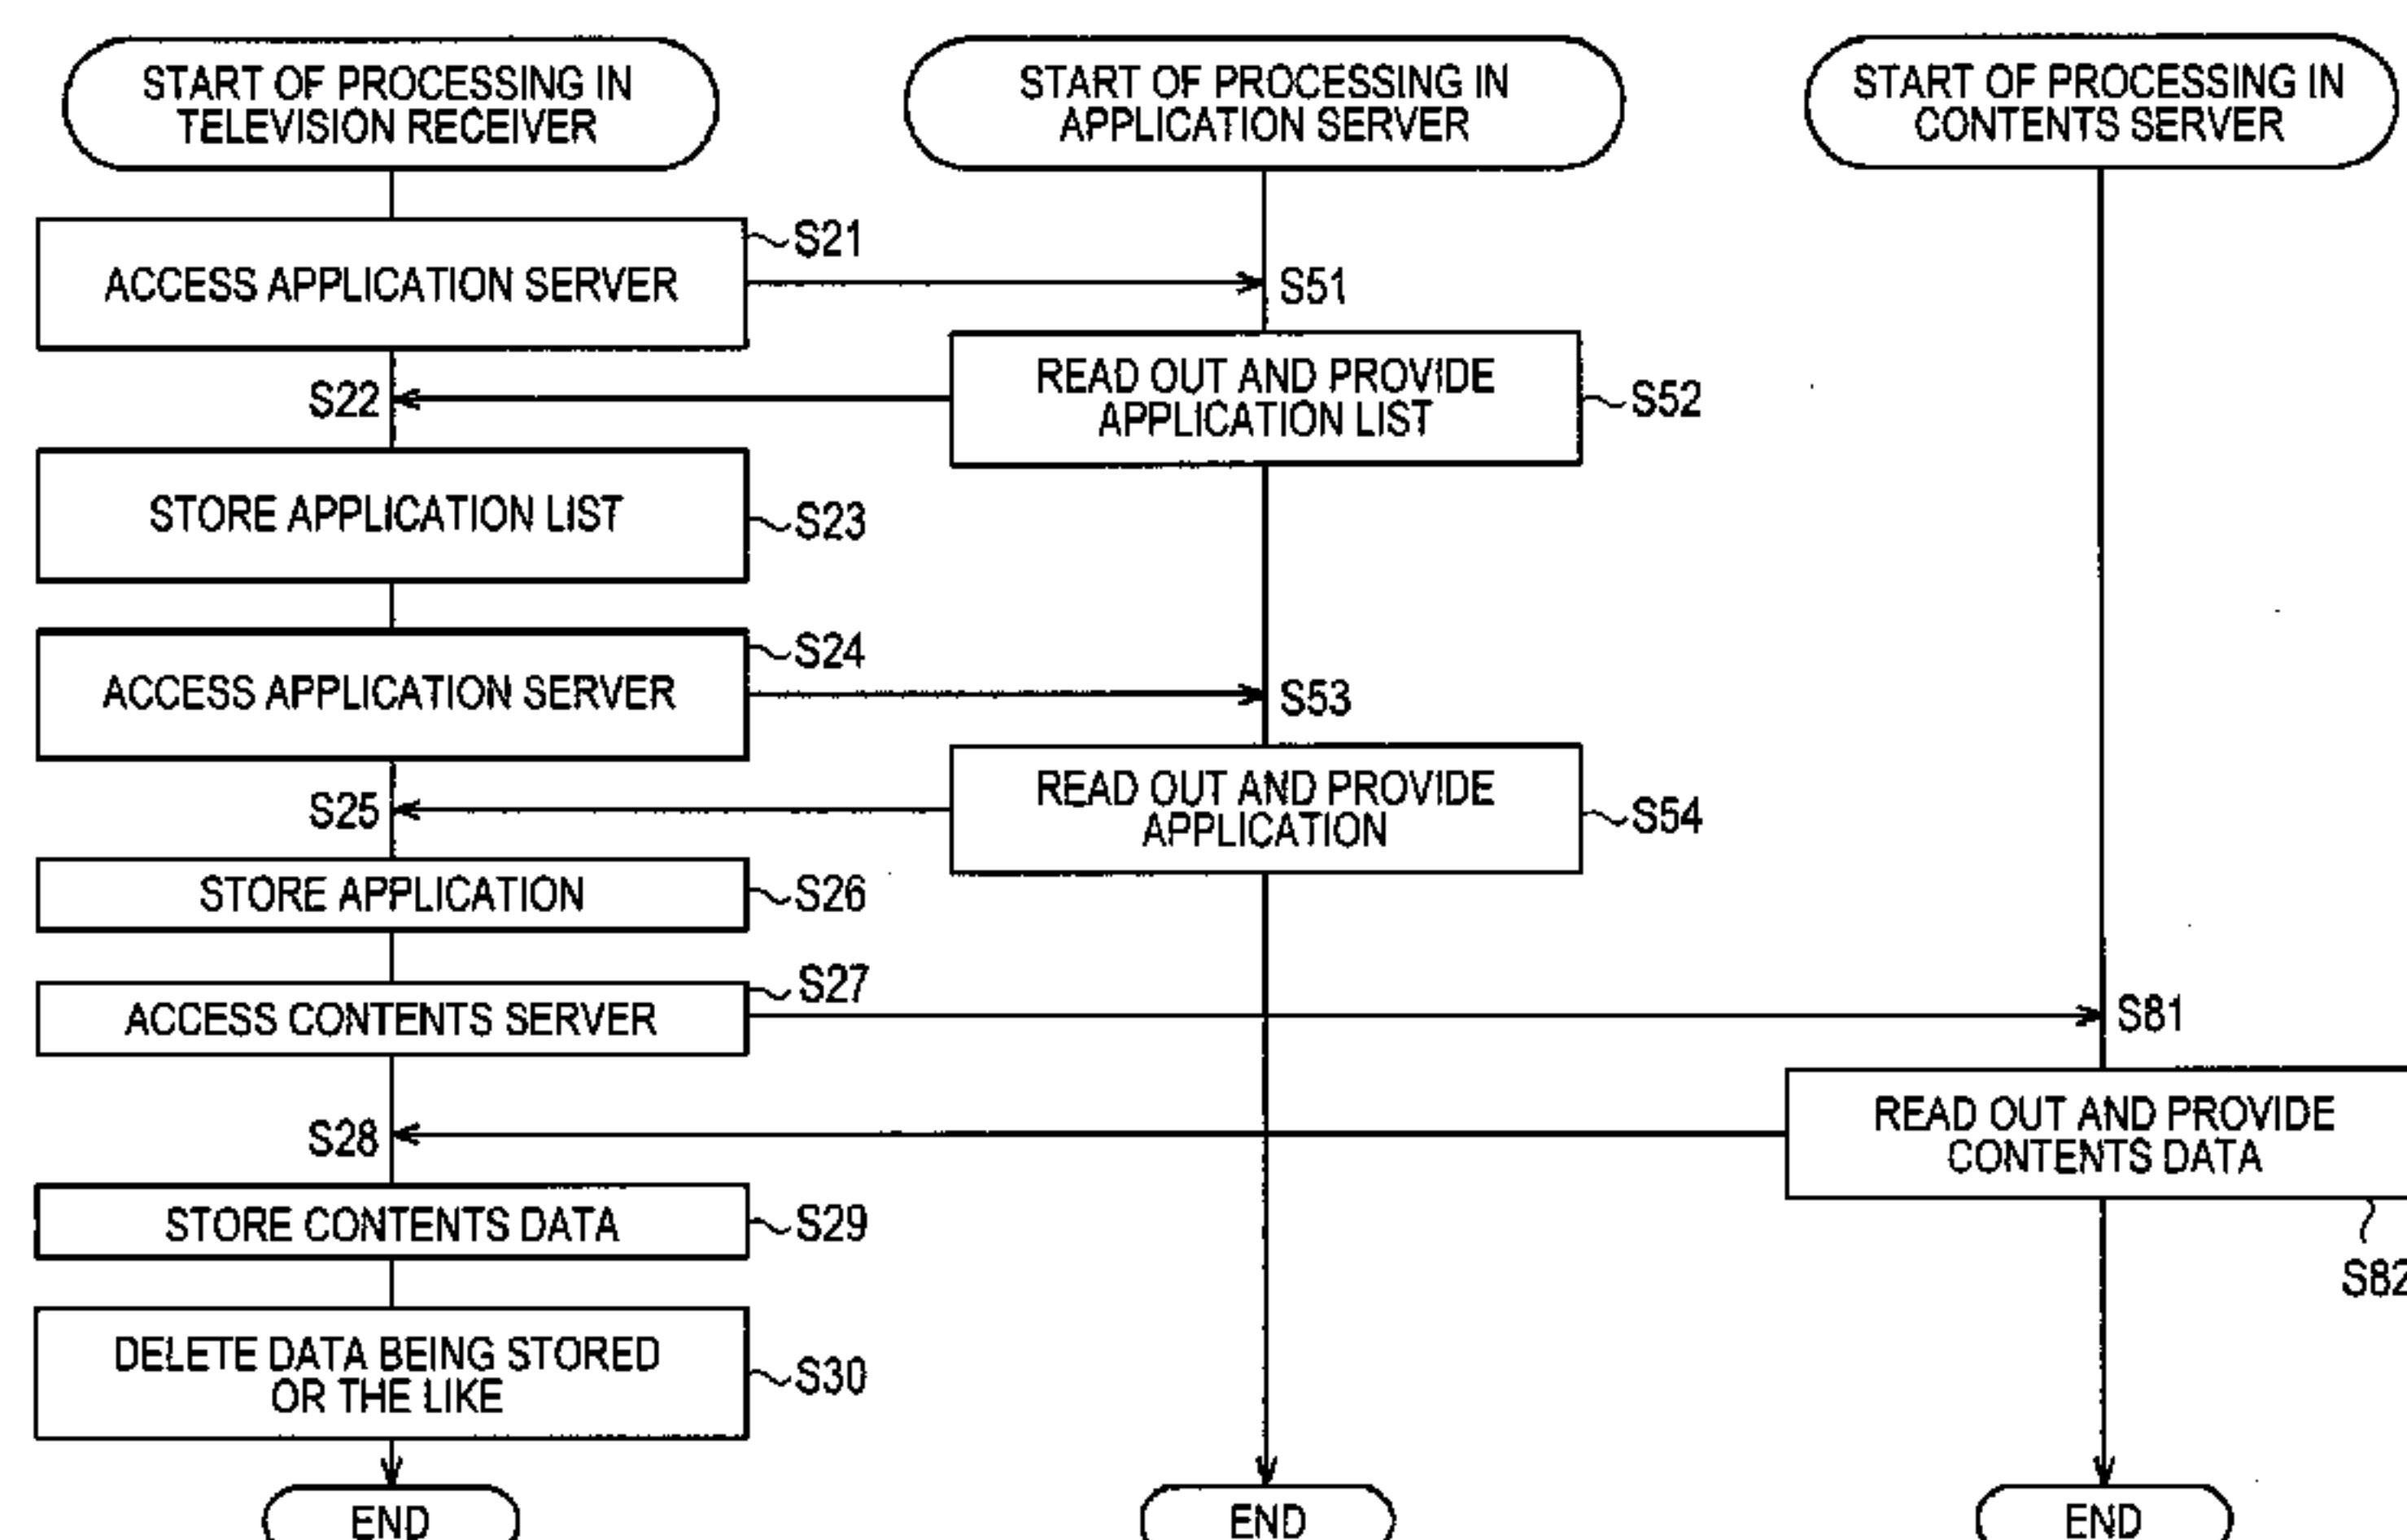 START OF PROCESSING IN
TELEVISION RECEIVER
START OF PROCESSING IN
APPLICATION SERVER
START OF PROCESSING IN
CONTENTS SERVER
S21
ACCESS APPLICATION SERVER
S51
READ OUT AND PROVIDE
APPLICATION LIST
S52
S22
STORE APPLICATION LIST
S23
S24
ACCESS APPLICATION SERVER
S53
READ OUT AND PROVIDE
APPLICATION
S54
S25
STORE APPLICATION
S26
S27
ACCESS CONTENTS SERVER
S81
READ OUT AND PROVIDE
CONTENTS DATA
S82
S28
STORE CONTENTS DATA
S29
DELETE DATA BEING STORED
OR THE LIKE
S30
END
END
END